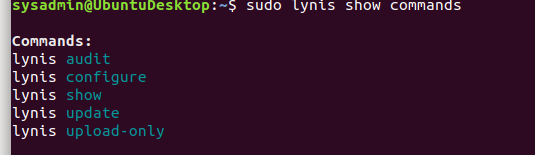 sysadmin@UbuntuDesktop:~$ sudo lynis show commands
Commands:
lynis audit
lynis configure
lynis show
lynis update
lynis upload-only